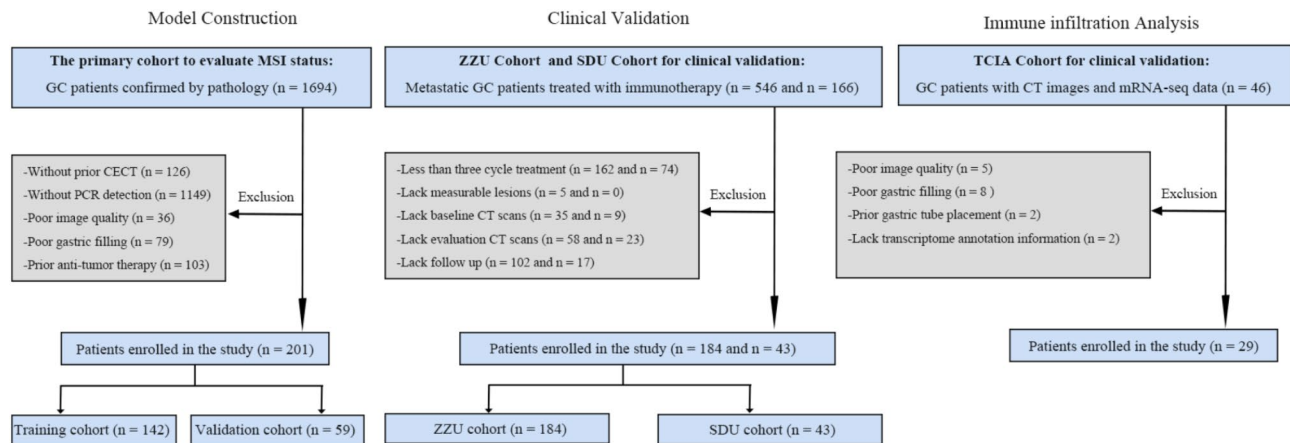 Model Construction
The primary cohort to evaluate MSI status:
GC patients confirmed by pathology (n = 1694)
-Without prior CECT (n = 126)
-Without PCR detection (n = 1149)
-Poor image quality (n = 36)
-Poor gastric filling (n = 79)
-Prior anti-tumor therapy (n = 103)
Exclusion
Patients enrolled in the study (n = 201)
Training cohort (n = 142)
Validation cohort (n = 59)
Clinical Validation
ZZU Cohort and SDU Cohort for clinical validation:
Metastatic GC patients treated with immunotherapy (n = 546 and n = 166)
-Less than three cycle treatment (n = 162 and n = 74)
-Lack measurable lesions (n = 5 and n = 0)
-Lack baseline CT scans (n = 35 and n = 9)
-Lack evaluation CT scans (n = 58 and n = 23)
-Lack follow up (n = 102 and n = 17)
Exclusion
Patients enrolled in the study (n = 184 and n = 43)
ZZU cohort (n = 184)
SDU cohort (n = 43)
Immune infiltration Analysis
TCIA Cohort for clinical validation:
GC patients with CT images and mRNA-seq data (n = 46)
-Poor image quality (n = 5)
-Poor gastric filling (n = 8 )
-Prior gastric tube placement (n = 2)
-Lack transcriptome annotation information (n = 2)
Exclusion
Patients enrolled in the study (n = 29)